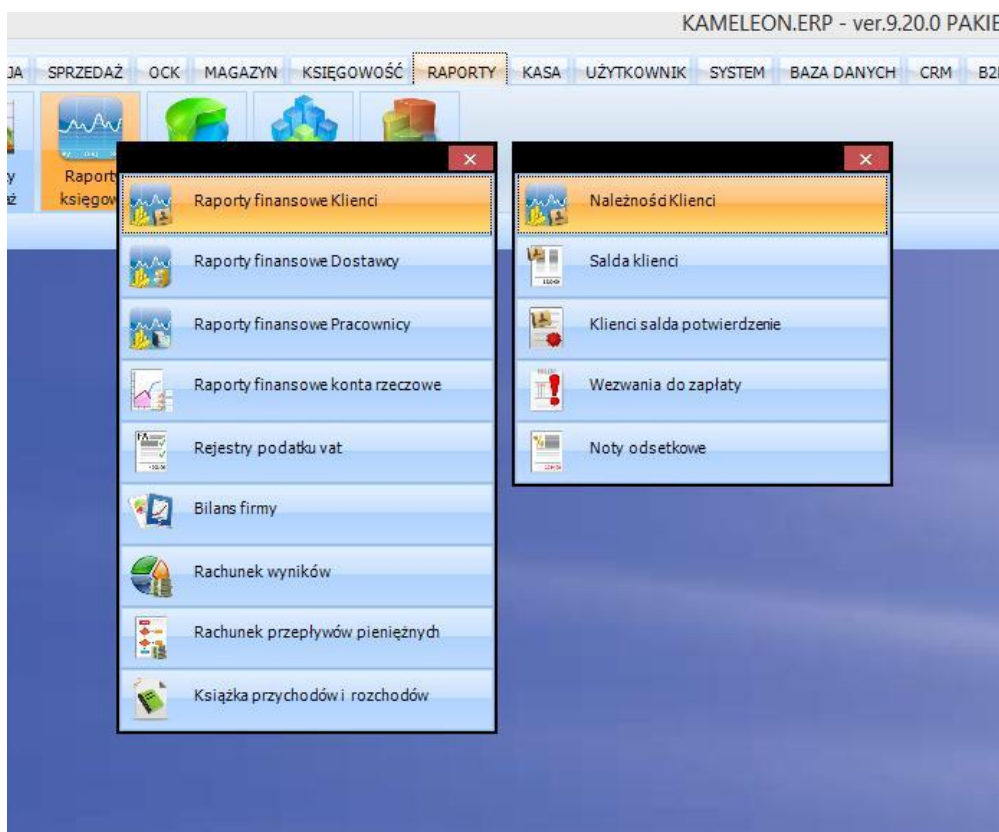 KAMELEON.ERP - ver.9.20.0 PAKIE
JA SPRZEDAŻ OCK MAGAZYN KSIĘGOWOŚĆ RAPORTY KASA UŻYTKOWNIK SYSTEM BAZA DANYCH CRM B2
Raport
księgow
Raporty finansowe Klienci
Raporty finansowe Dostawcy
Raporty finansowe Pracownicy
Raporty finansowe konta rzeczowe
Rejestry podatku vat
Bilans firmy
Rachunek wyników
Rachunek przepływów pieniężnych
Książka przychodów i rozchodów
Należności Klienci
Salda klienci
Klienci salda potwierdzenie
Wezwania do zapłaty
Noty odsetkowe